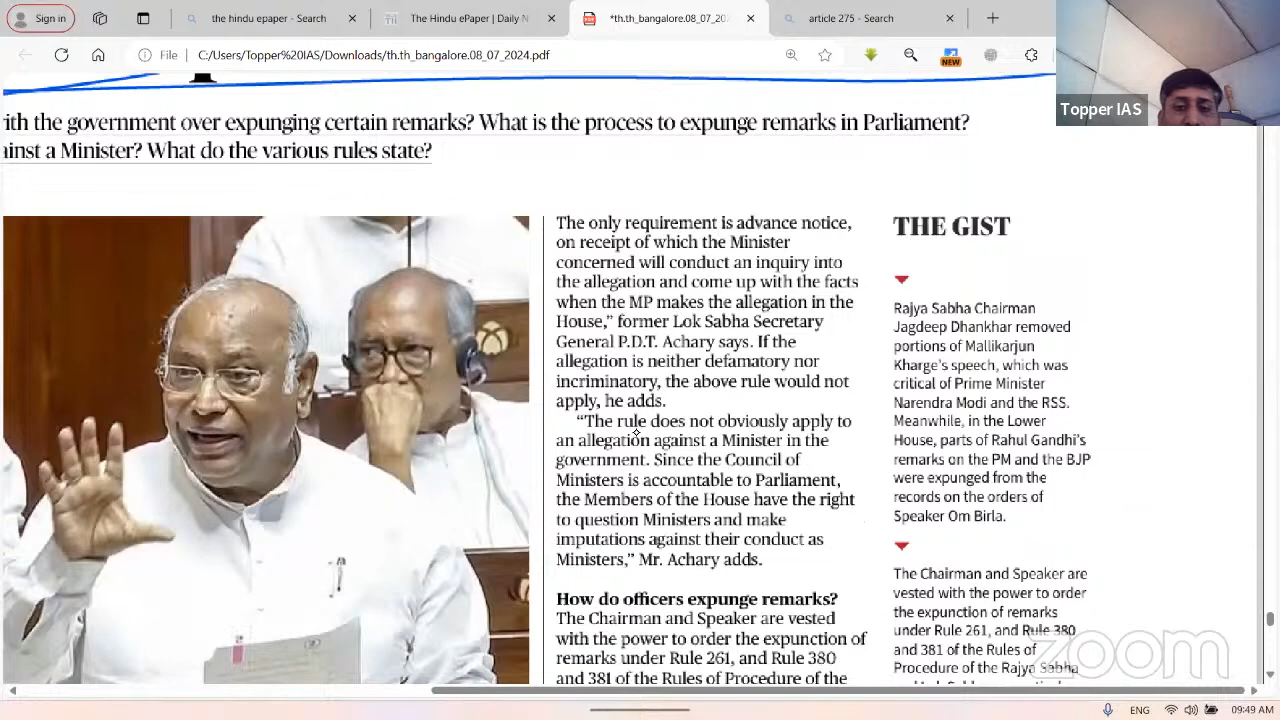 Sign in
the hindu epaper - Search
The Hindu ePaper | Daily N
*th.th_bangalore.08_07_202
article 275 - Search
File
C:/Users/Topper%20IAS/Downloads/th.th_bangalore.08_07_2024.pdf
NEW
Topper IAS
ith the government over expunging certain remarks? What is the process to expunge remarks in Parliament?
ainst a Minister? What do the various rules state?
The only requirement is advance notice,
on receipt of which the Minister
concerned will conduct an inquiry into
the allegation and come up with the facts
when the MP makes the allegation in the
House,” former Lok Sabha Secretary
General P.D.T. Achary says. If the
allegation is neither defamatory nor
incriminatory, the above rule would not
apply, he adds.
“The rule does not obviously apply to
an allegation against a Minister in the
government. Since the Council of
Ministers is accountable to Parliament,
the Members of the House have the right
to question Ministers and make
imputations against their conduct as
Ministers,” Mr. Achary adds.
How do officers expunge remarks?
The Chairman and Speaker are vested
with the power to order the expunction of
remarks under Rule 261, and Rule 380
and 381 of the Rules of Procedure of the
THE GIST
Rajya Sabha Chairman
Jagdeep Dhankhar removed
portions of Mallikarjun
Kharge’s speech, which was
critical of Prime Minister
Narendra Modi and the RSS.
Meanwhile, in the Lower
House, parts of Rahul Gandhi’s
remarks on the PM and the BJP
were expunged from the
records on the orders of
Speaker Om Birla.
The Chairman and Speaker are
vested with the power to order
the expunction of remarks
under Rule 261, and Rule 380
and 381 of the Rules of
Procedure of the Rajya Sabha
zoom
ENG
09:49 AM